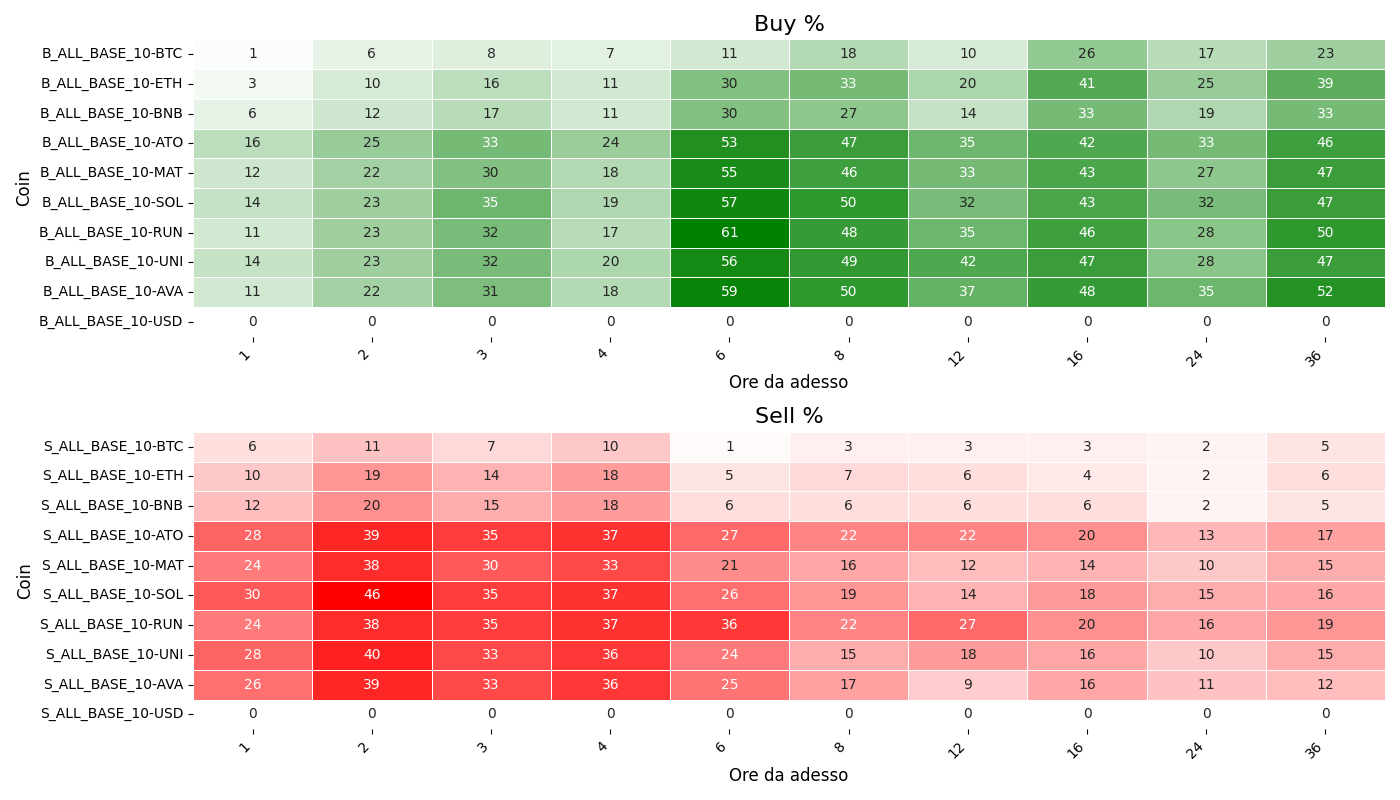 Buy %
B_ALL_BASE_10-BTC 1 6 8 7 11 18 10 26 17 23
B_ALL_BASE_10-ETH 3 10 16 11 30 33 20 41 25 39
B_ALL_BASE_10-BNB 6 12 17 11 30 27 14 33 19 33
B_ALL_BASE_10-ATO 16 25 33 24 53 47 35 42 33 46
B_ALL_BASE_10-MAT 12 22 30 18 55 46 33 43 27 47
B_ALL_BASE_10-SOL 14 23 35 19 57 50 32 43 32 47
B_ALL_BASE_10-RUN 11 23 32 17 61 48 35 46 28 50
B_ALL_BASE_10-UNI 14 23 32 20 56 49 42 47 28 47
B_ALL_BASE_10-AVA 11 22 31 18 59 50 37 48 35 52
B_ALL_BASE_10-USD 0 0 0 0 0 0 0 0 0 0
Coin
1 2 3 4 6 8 12 16 24 36
Ore da adesso
Sell %
S_ALL_BASE_10-BTC 6 11 7 10 1 3 3 3 2 5
S_ALL_BASE_10-ETH 10 19 14 18 5 7 6 4 2 6
S_ALL_BASE_10-BNB 12 20 15 18 6 6 6 6 2 5
S_ALL_BASE_10-ATO 28 39 35 37 27 22 22 20 13 17
S_ALL_BASE_10-MAT 24 38 30 33 21 16 12 14 10 15
S_ALL_BASE_10-SOL 30 46 35 37 26 19 14 18 15 16
S_ALL_BASE_10-RUN 24 38 35 37 36 22 27 20 16 19
S_ALL_BASE_10-UNI 28 40 33 36 24 15 18 16 10 15
S_ALL_BASE_10-AVA 26 39 33 36 25 17 9 16 11 12
S_ALL_BASE_10-USD 0 0 0 0 0 0 0 0 0 0
Coin
1 2 3 4 6 8 12 16 24 36
Ore da adesso